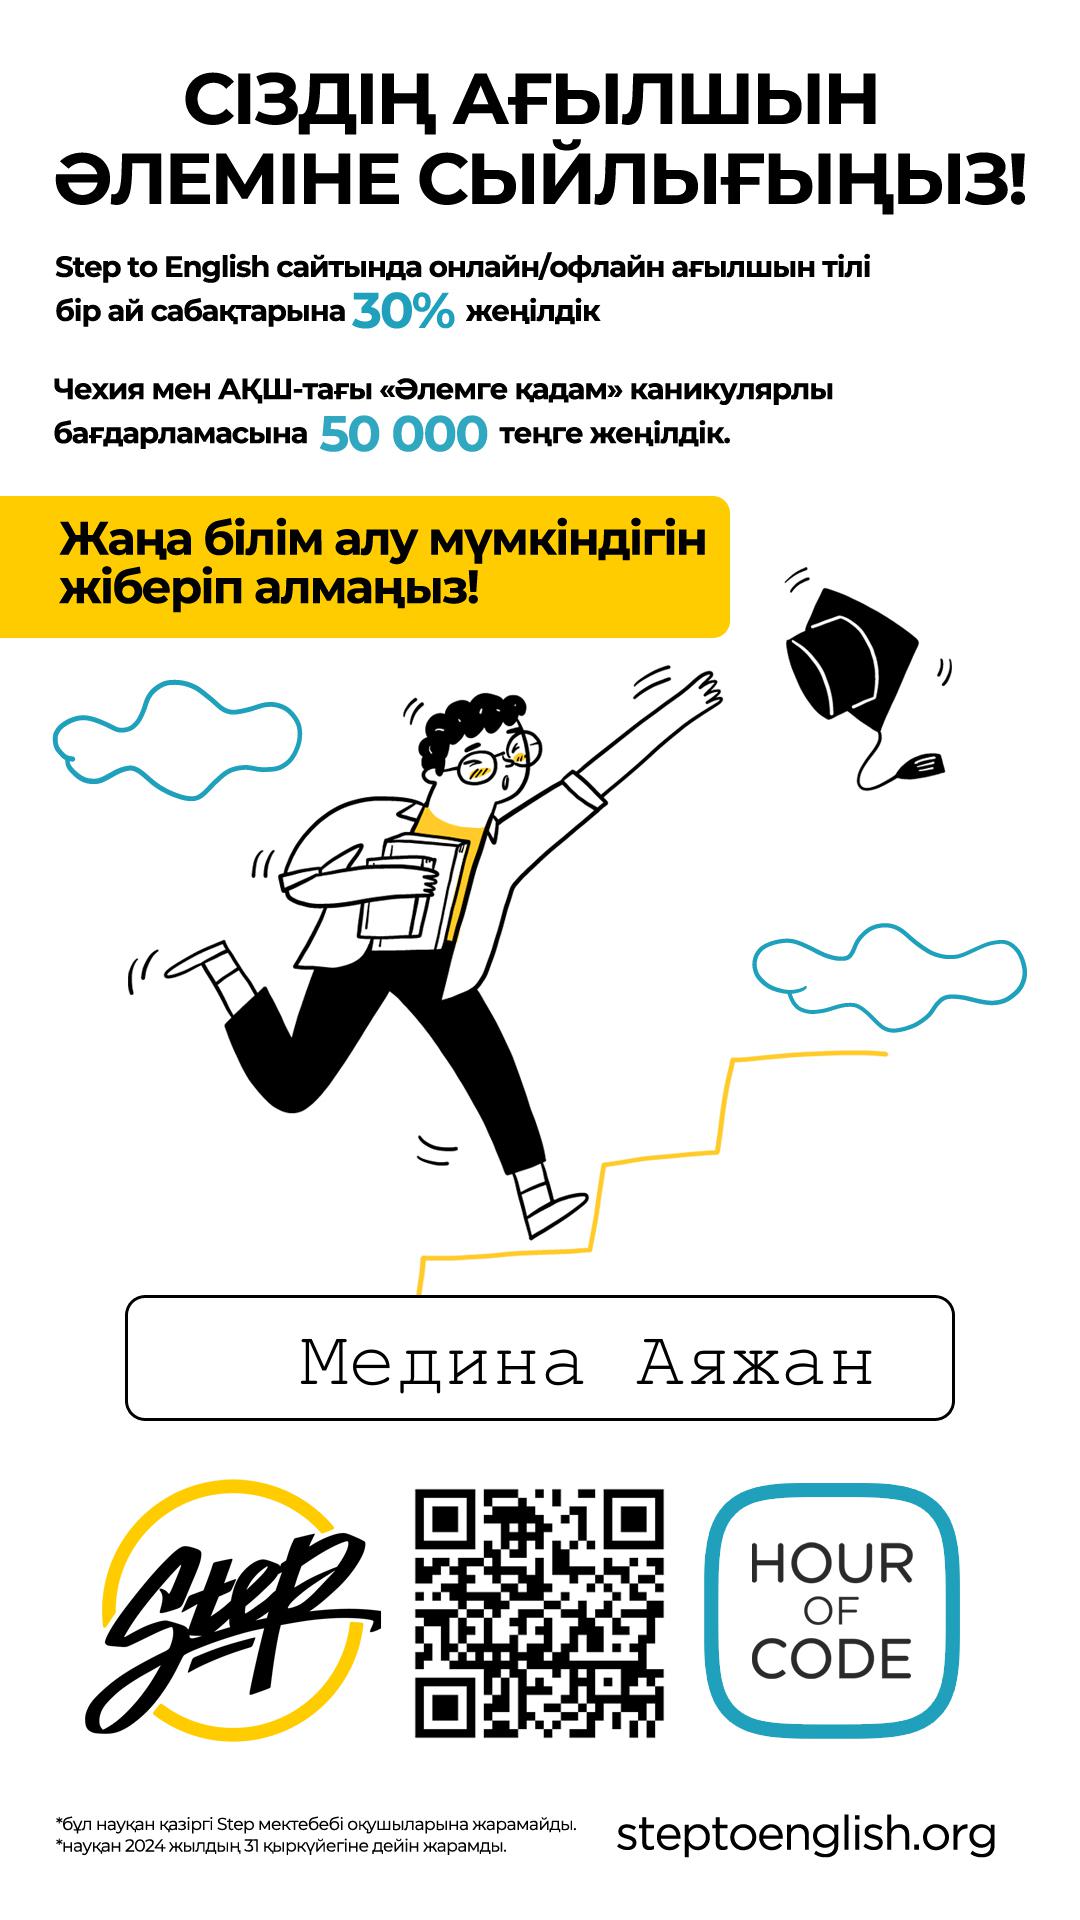 СІЗДІҢ АҒЫЛШЫН
ӘЛЕМІНЕ СЫЙЛЫҒЫҢЫЗ!
Step to English сайтында онлайн/офлайн ағылшын тілі
бір ай сабақтарына 30% жеңілдік
Чехия мен АҚШ-тағы «Әлемге қадам» каникулярлы
бағдарламасына 50 000 теңге жеңілдік.
Жаңа білім алу мүмкіндігін
жіберіп алмаңыз!
Медина Аяжан
Step
HOUR
OF
CODE
*бұл науқан қазіргі Step мектебебі оқушыларына жарамайды.
*науқан 2024 жылдың 31 қыркүйегіне дейін жарамды.
steptoenglish.org